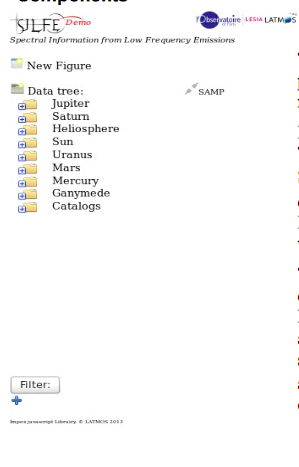 Components
SILFE Demo
l'Observatoire LESIA LATMOS
Spectral Information from Low Frequency Emissions
New Figure
Data tree:
SAMP
Jupiter
Saturn
Heliosphere
Sun
Uranus
Mars
Mercury
Ganymede
Catalogs
Filter:
Impex Javascript Library. © LATMOS 2013